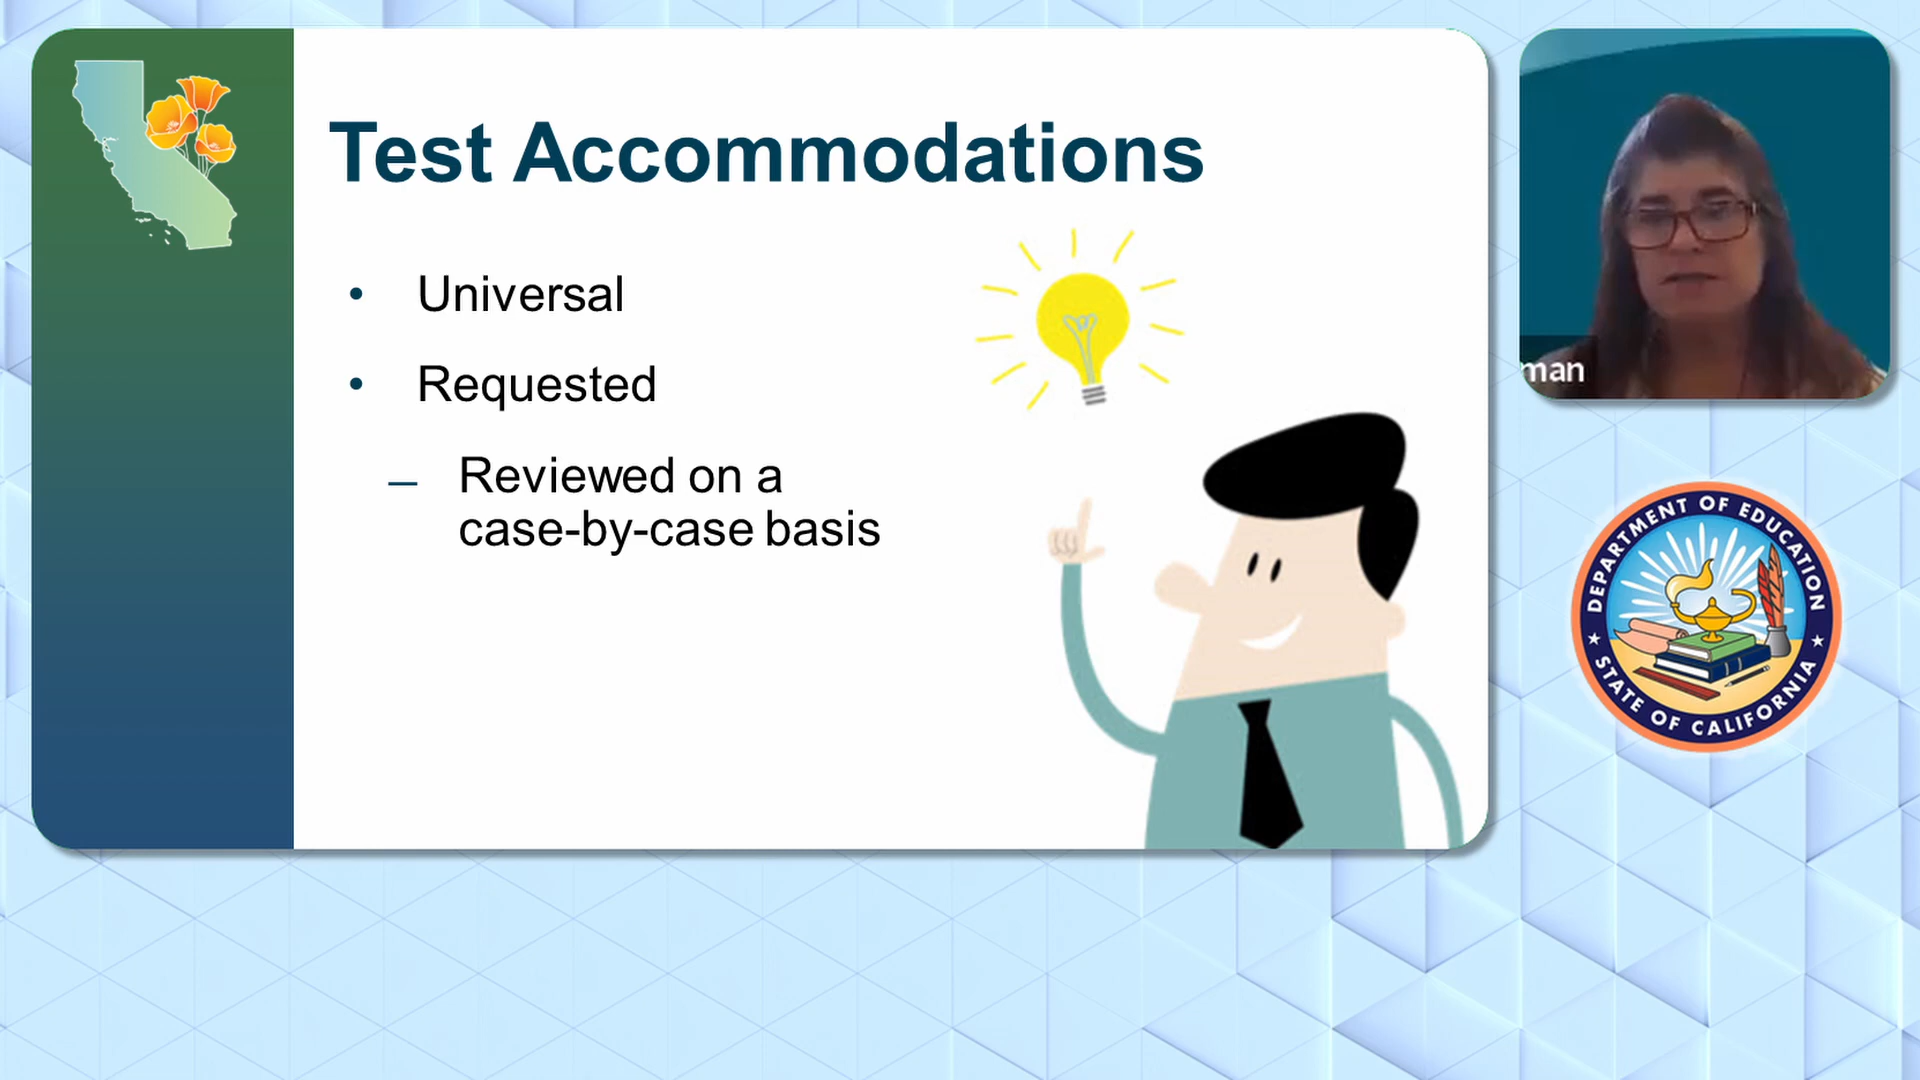 Test Accommodations
• Universal
• Requested
– Reviewed on a
case-by-case basis
man
DEPARTMENT OF EDUCATION
STATE OF CALIFORNIA